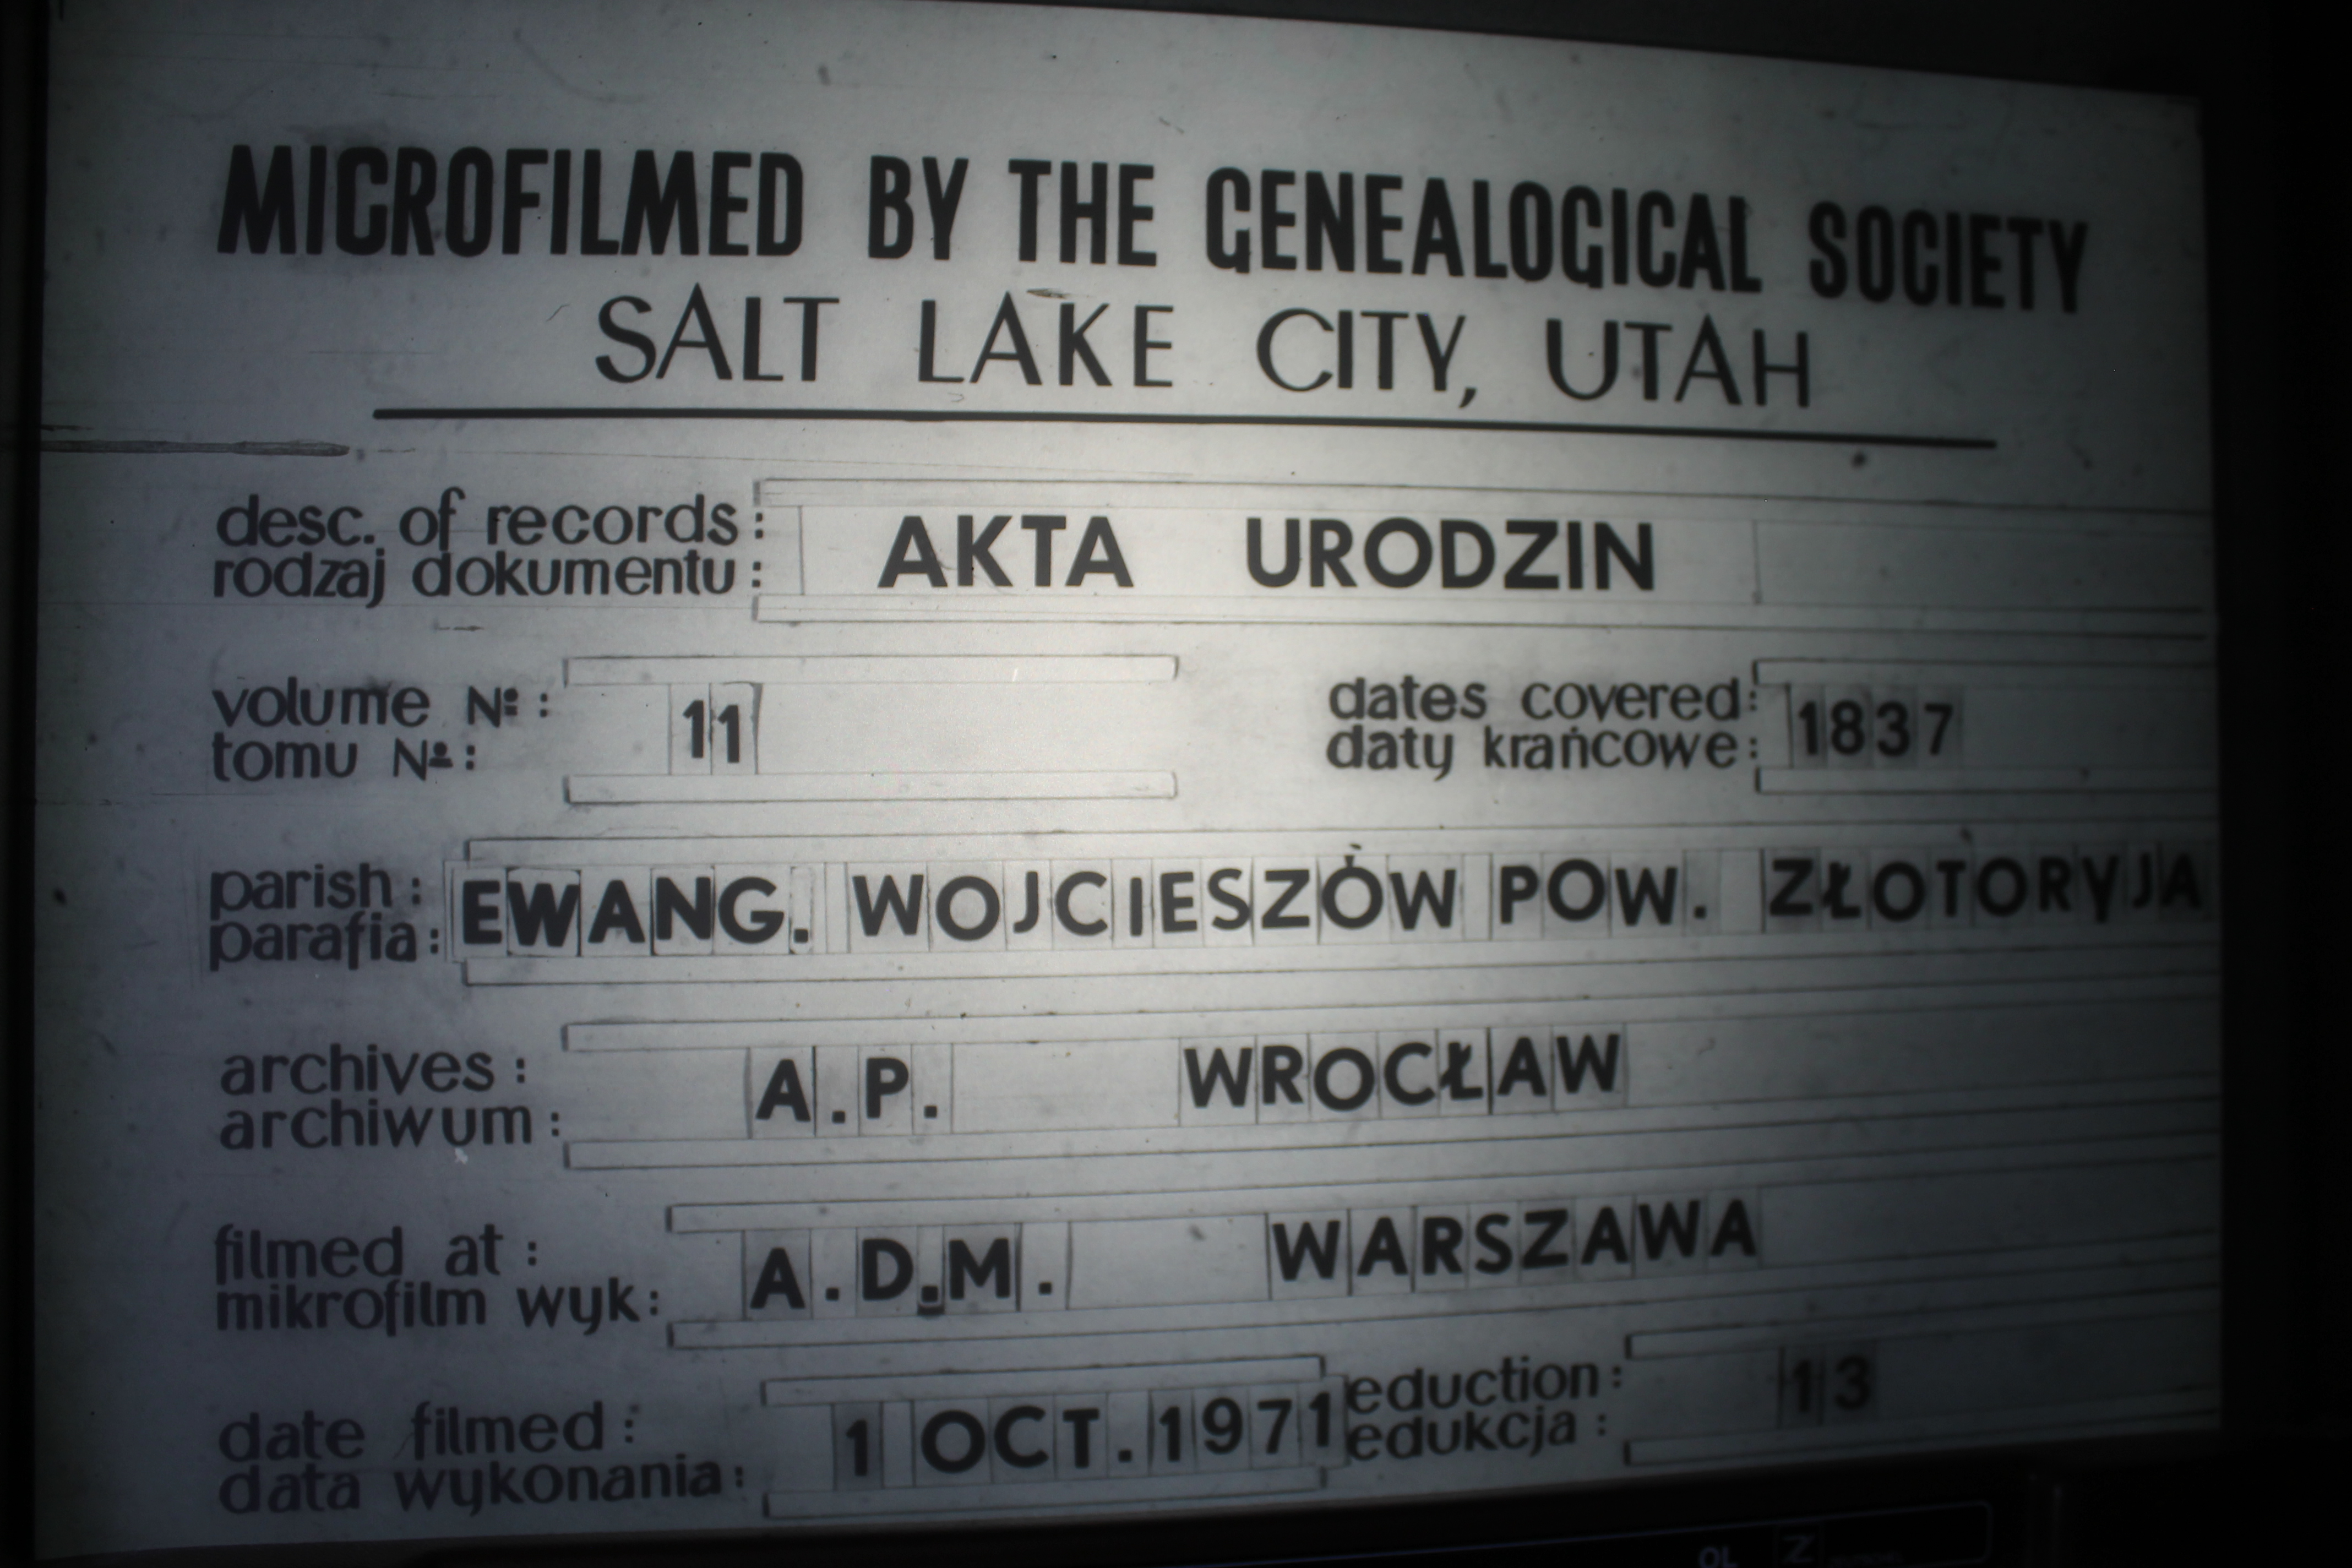 MICROFILMED BY THE GENEALOGICAL SOCIETY
SALT LAKE CITY, UTAH
desc. of records: AKTA URODZIN
rodzaj dokumentu:
volume №: 11
tomu №:
dates covered: 1837
daty krańcowe:
parish: EWANG. WOJCIESZÓW POW. ZŁOTORYJA
parafia:
archives: A.P. WROCŁAW
archiwum:
filmed at: A.D.M. WARSZAWA
mikrofilm wyk:
date filmed: 1 OCT. 1971
data wykonania:
eduction: 13
edukcja:
OL Z